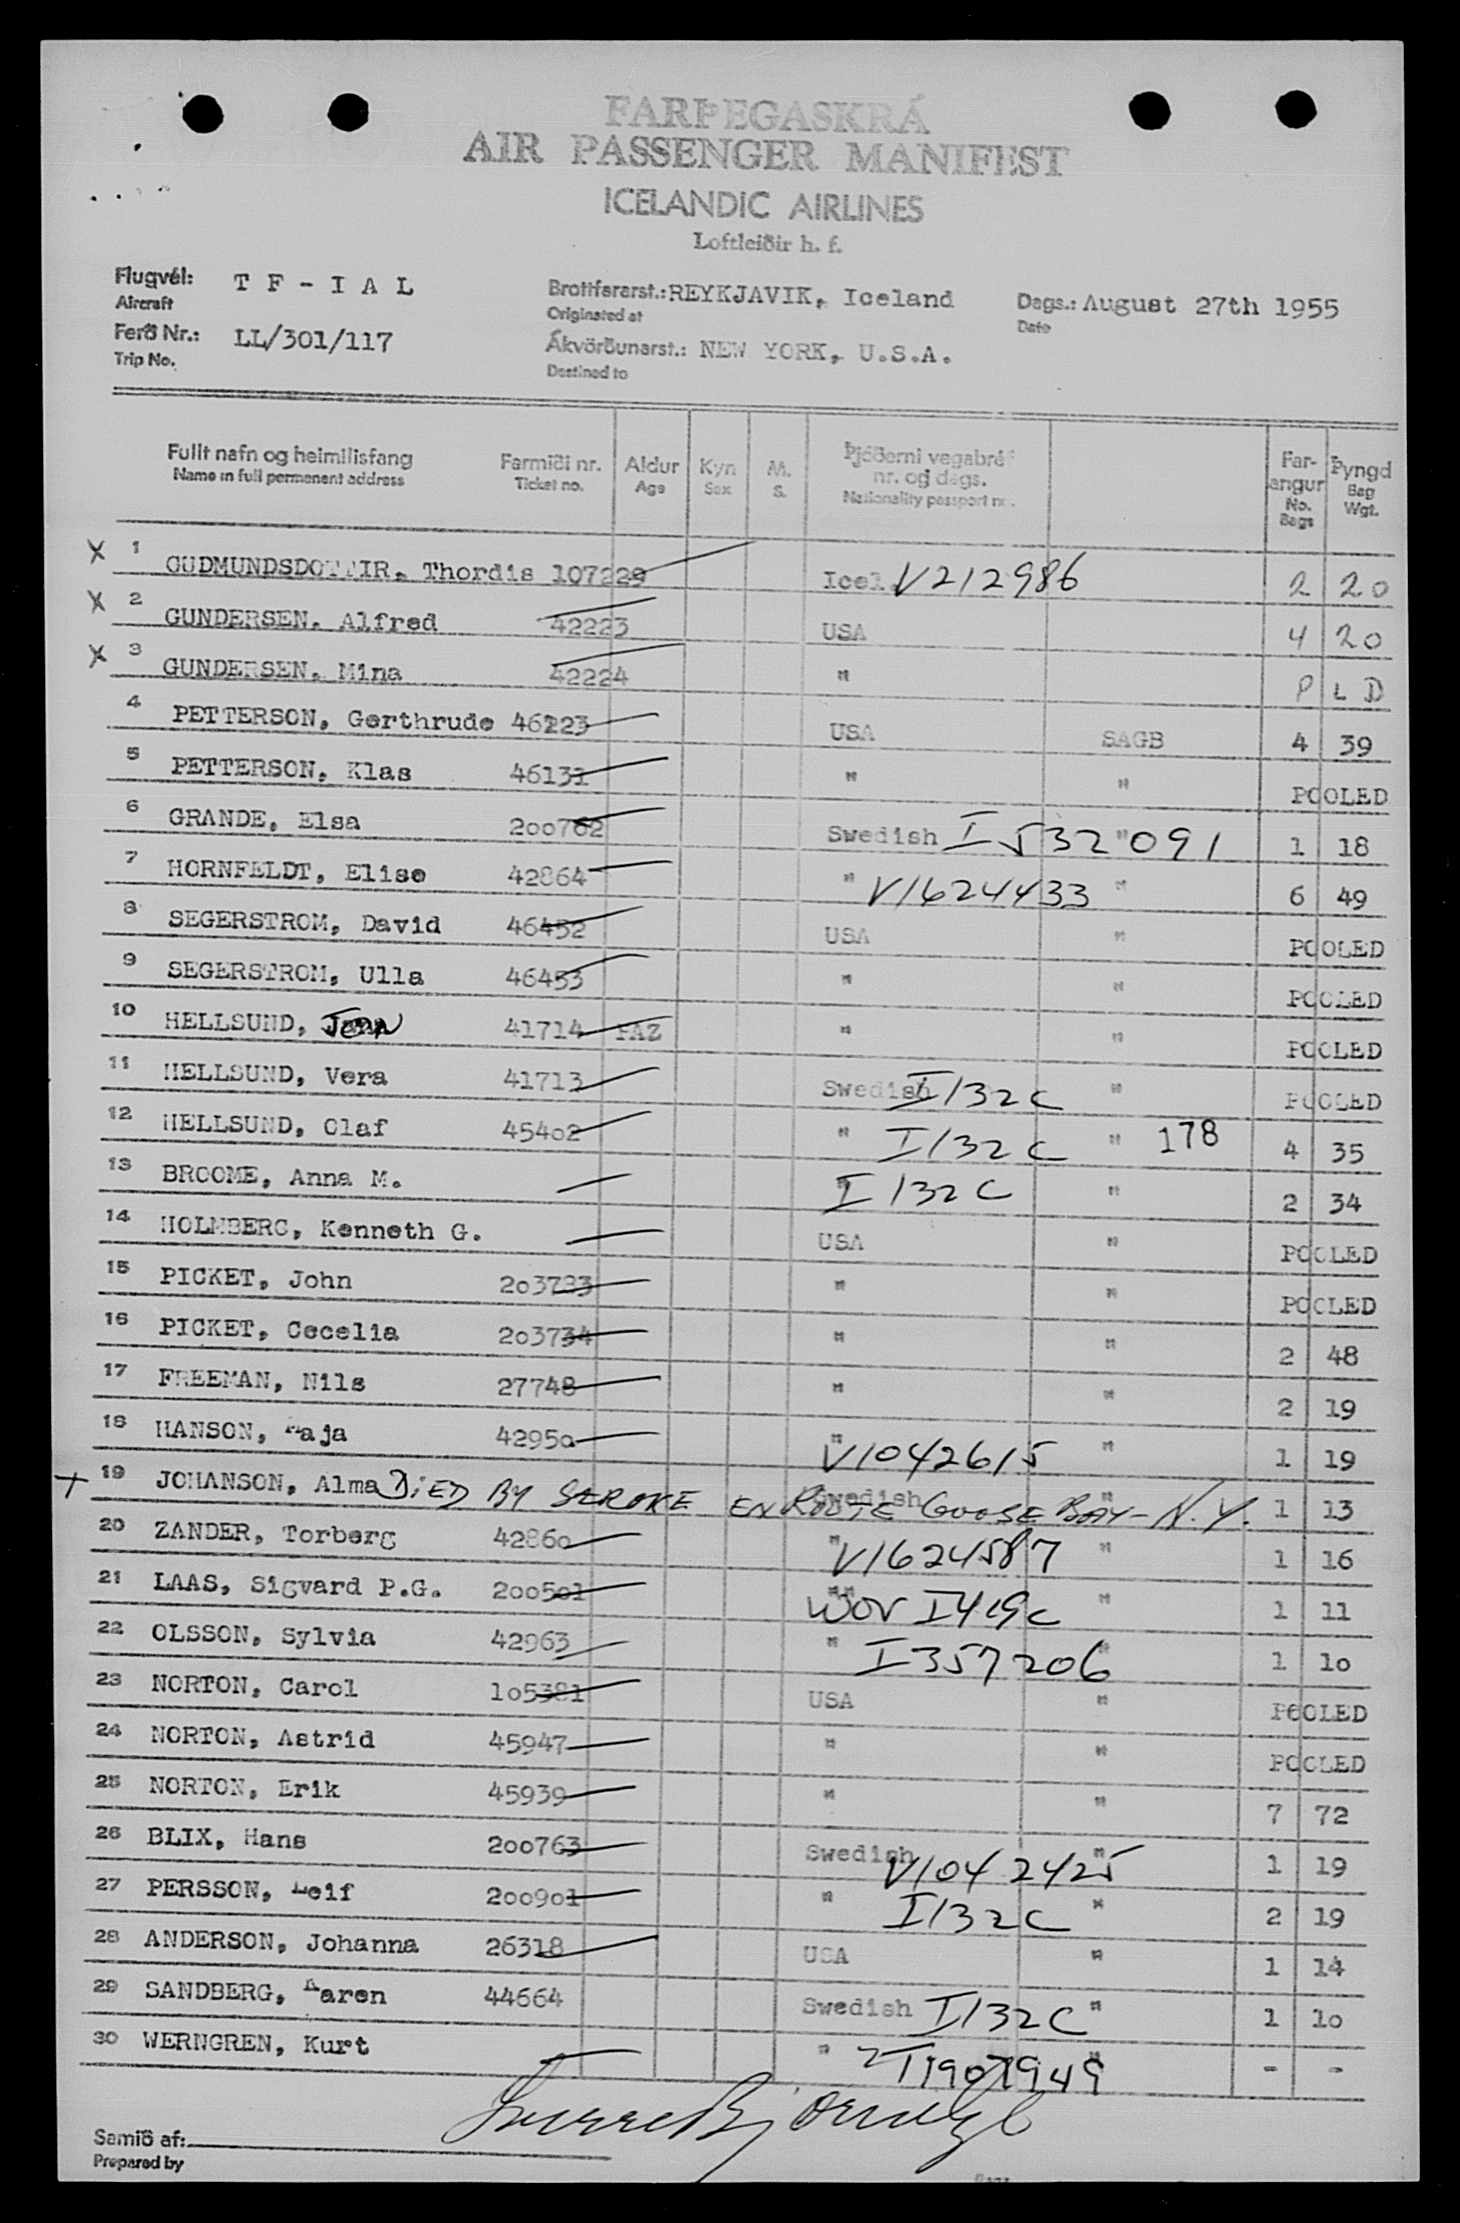 FARÞEGASKRÁ
AIR PASSENGER MANIFEST
ICELANDIC AIRLINES
Loftleiðir h. f.
Flugvél: T F - I A L Brottfararst.: REYKJAVIK, Iceland Dags.: August 27th 1955
Aircraft Originated at Date
Ferð Nr.: LL/301/117 Ákvörðunarst.: NEW YORK, U.S.A.
Trip No. Destined to
Fullt nafn og heimilisfang Farmiði nr. Aldur Kyn M. Þjóðerni vegabréf Far- Þyngd
Name in full permanent address Ticket no. Age Sex S. nr. og dags. angur Bag
Nationality passport nr. No. Wgt.
Bags
X 1 GUDMUNDSDOTTIR, Thordis 107229 Icel V212986 2 20
X 2 GUNDERSEN, Alfred 42223 USA 4 20
X 3 GUNDERSEN, Mina 42224 " P L D
4 PETTERSON, Gerthrude 46223 USA SAGB 4 39
5 PETTERSON, Klas 46131 " " POOLED
6 GRANDE, Elsa 200762 Swedish I532091 " 1 18
7 HORNFELDT, Elise 42864 " V1624433 " 6 49
8 SEGERSTROM, David 46452 USA " POOLED
9 SEGERSTROM, Ulla 46453 " " POOLED
10 HELLSUND, 41714 FAZ " " POOLED
11 HELLSUND, Vera 41713 Swedish I132C " POOLED
12 HELLSUND, Olaf 45402 " I132C " 178 4 35
13 BROOME, Anna M. " I132C " 2 34
14 HOLMBERG, Kenneth G. USA " POOLED
15 PICKET, John 203733 " " POOLED
16 PICKET, Cecelia 203734 " " 2 48
17 FREEMAN, Nils 27748 " " 2 19
18 HANSON, Maja 42950 " V1042615 " 1 19
+ 19 JOHANSON, Alma DIED BY STROKE EN ROUTE GOOSE BAY - N.Y. Swedish " 1 13
20 ZANDER, Torberg 42860 " V1624587 " 1 16
21 LAAS, Sigvard P.G. 200501 "" WOV I419C " 1 11
22 OLSSON, Sylvia 42963 " I357206 " 1 10
23 NORTON, Carol 105381 USA " POOLED
24 NORTON, Astrid 45947 " " POOLED
25 NORTON, Erik 45939 " " 7 72
26 BLIX, Hans 200763 Swedish V1042425 " 1 19
27 PERSSON, Leif 200901 " I132C " 2 19
28 ANDERSON, Johanna 26318 USA " 1 14
29 SANDBERG, Karen 44664 Swedish I132C " 1 10
30 WERNGREN, Kurt " " - -
Samið af:
Prepared by